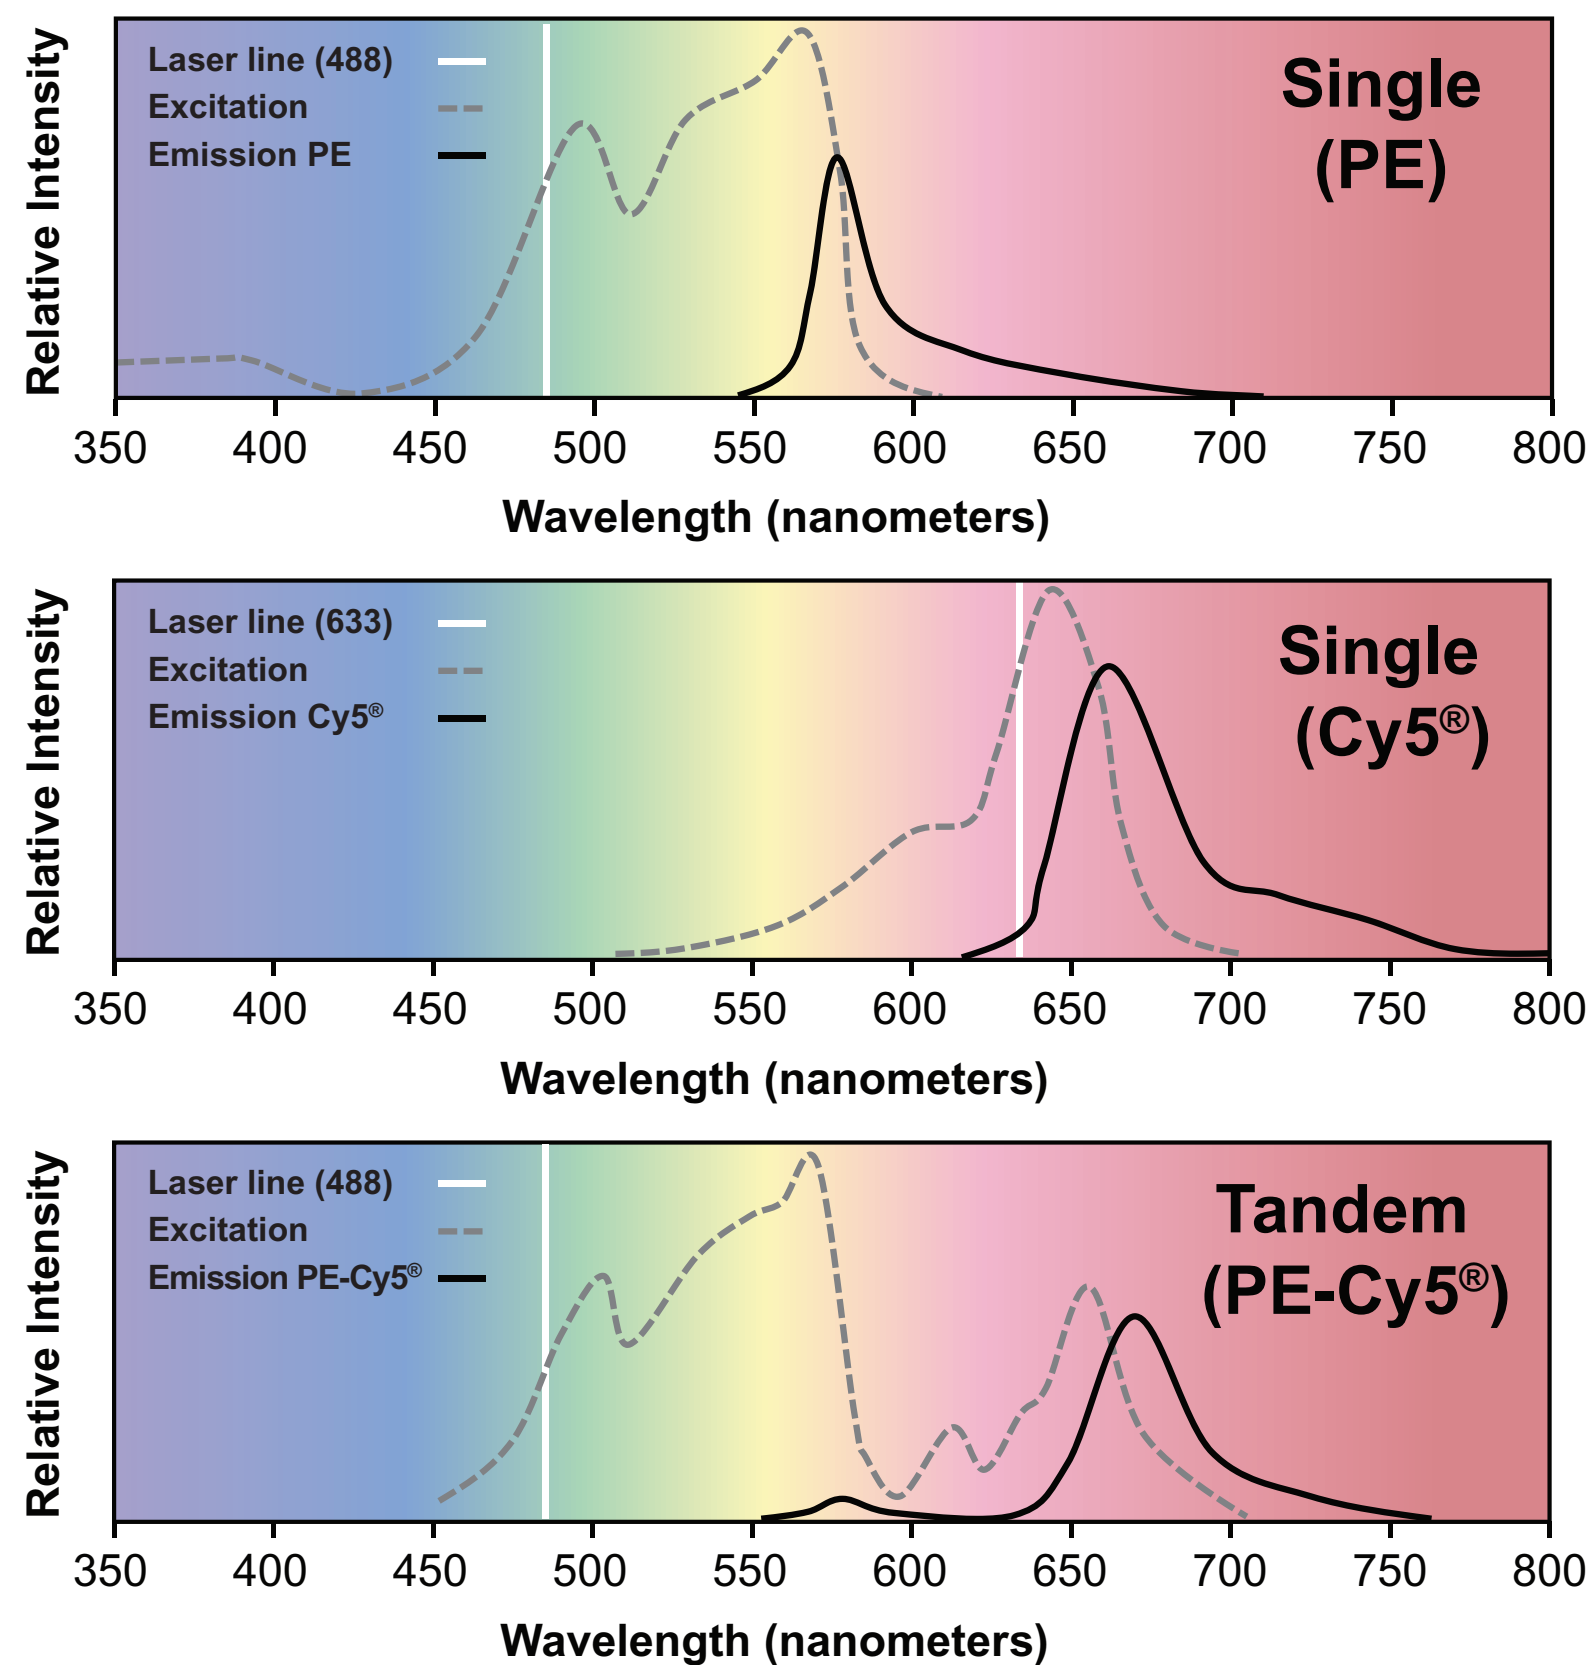 Relative Intensity
Laser line (488)
Excitation
Emission PE
Single
(PE)
350 400 450 500 550 600 650 700 750 800
Wavelength (nanometers)
Relative Intensity
Laser line (633)
Excitation
Emission Cy5®
Single
(Cy5®)
350 400 450 500 550 600 650 700 750 800
Wavelength (nanometers)
Relative Intensity
Laser line (488)
Excitation
Emission PE-Cy5®
Tandem
(PE-Cy5®)
350 400 450 500 550 600 650 700 750 800
Wavelength (nanometers)